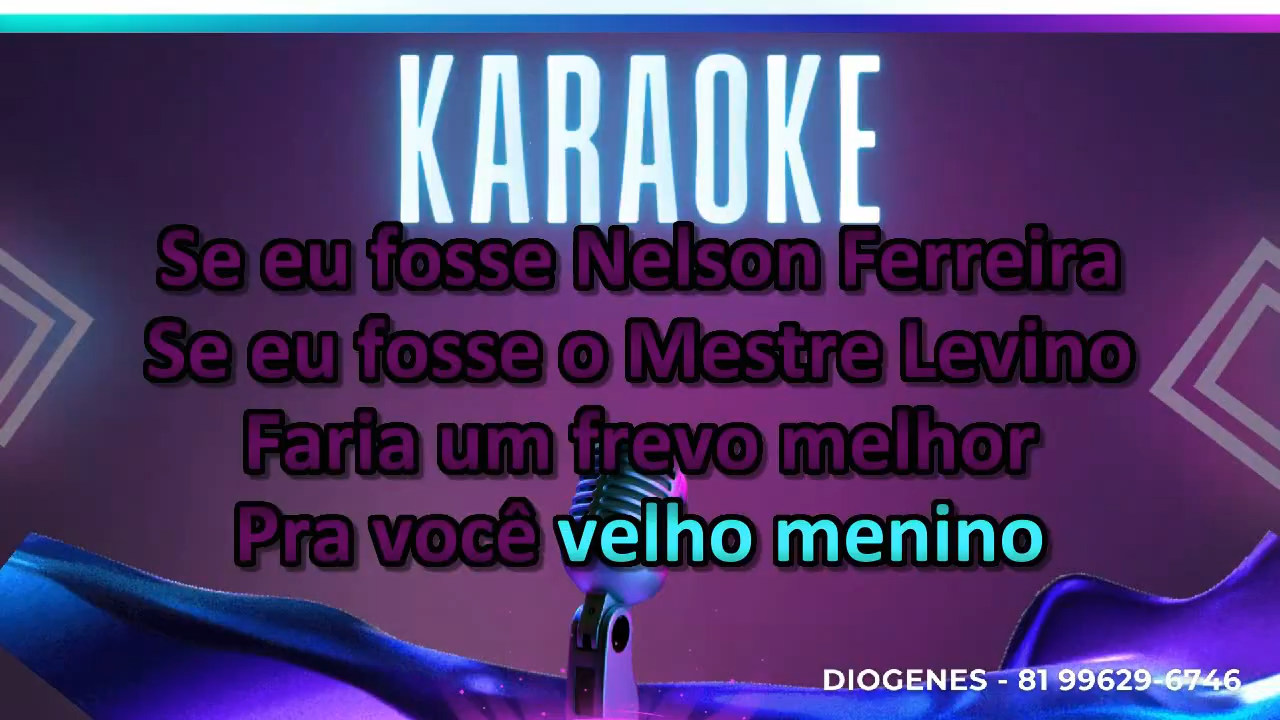 KARAOKE
Se eu fosse Nelson Ferreira
Se eu fosse o Mestre Levino
Faria um frevo melhor
Pra você velho menino
DIOGENES - 81 99629-6746